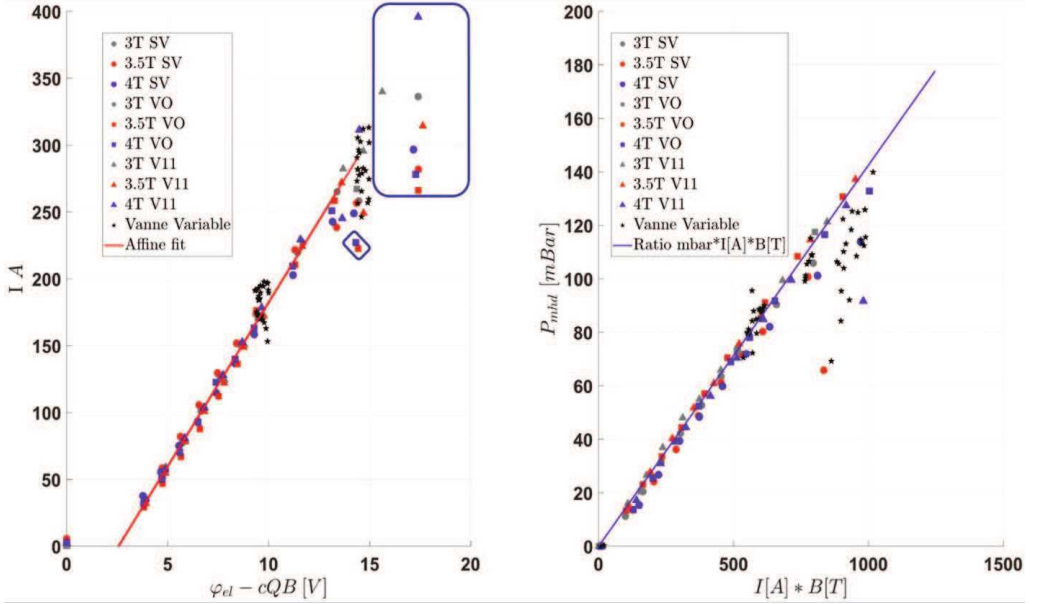 400
350
300
250
200
150
100
50
0
I A
3T SV
3.5T SV
4T SV
3T VO
3.5T VO
4T VO
3T V11
3.5T V11
4T V11
Vanne Variable
Affine fit
0 5 10 15 20
φel − cQB [V]
200
180
160
140
120
100
80
60
40
20
0
Pmhd [mBar]
3T SV
3.5T SV
4T SV
3T VO
3.5T VO
4T VO
3T V11
3.5T V11
4T V11
Vanne Variable
Ratio mbar*I[A]*B[T]
0 500 1000 1500
I[A] ∗ B[T]